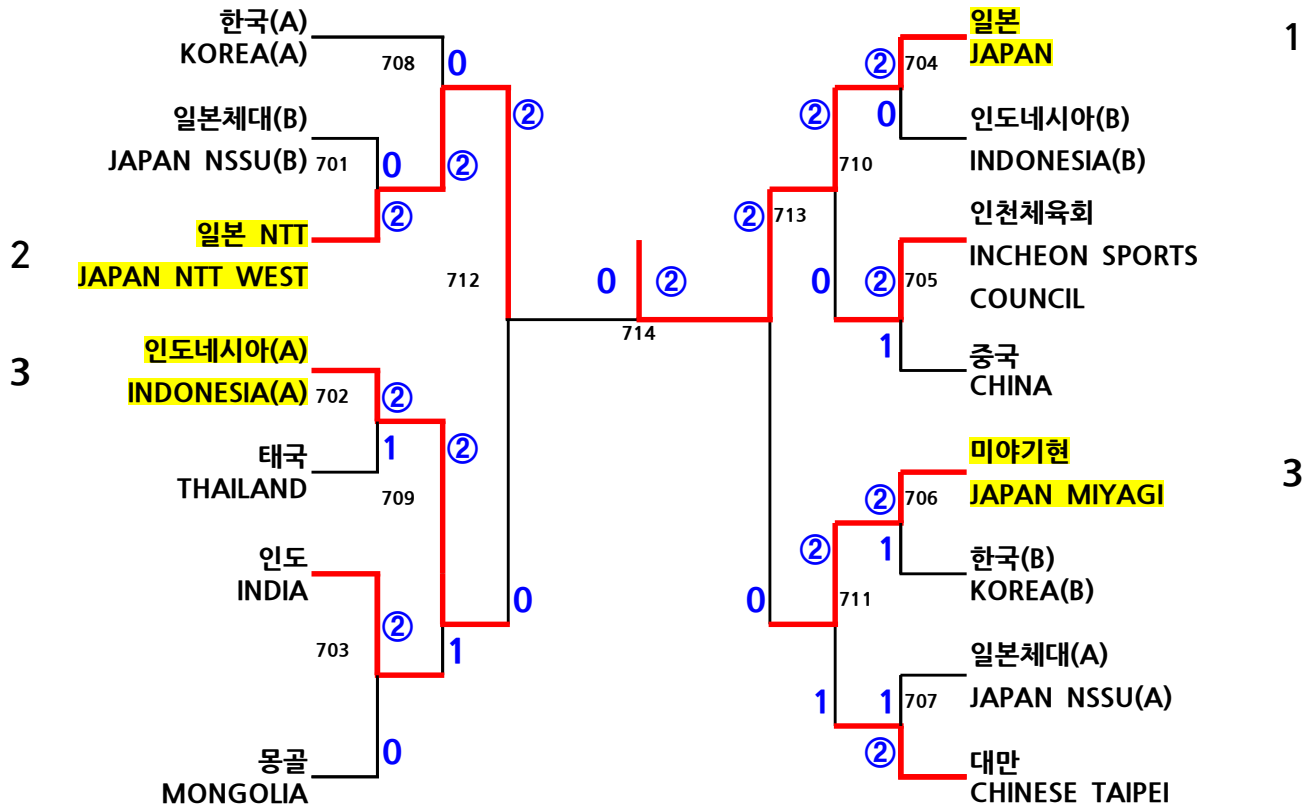 한국(A)
KOREA(A)
708
0
②
일본체대(B)
JAPAN NSSU(B)
701
0
②
2
일본 NTT
JAPAN NTT WEST
②
712
3
인도네시아(A)
INDONESIA(A)
702
②
②
태국
THAILAND
1
709
인도
INDIA
703
②
1
0
몽골
MONGOLIA
0
0
②
714
일본
JAPAN
1
②
704
②
0
인도네시아(B)
INDONESIA(B)
710
②
713
인천체육회
INCHEON SPORTS
COUNCIL
0
②
705
1
중국
CHINA
미야기현
JAPAN MIYAGI
3
②
706
②
1
한국(B)
KOREA(B)
0
711
일본체대(A)
JAPAN NSSU(A)
1
1
707
②
대만
CHINESE TAIPEI